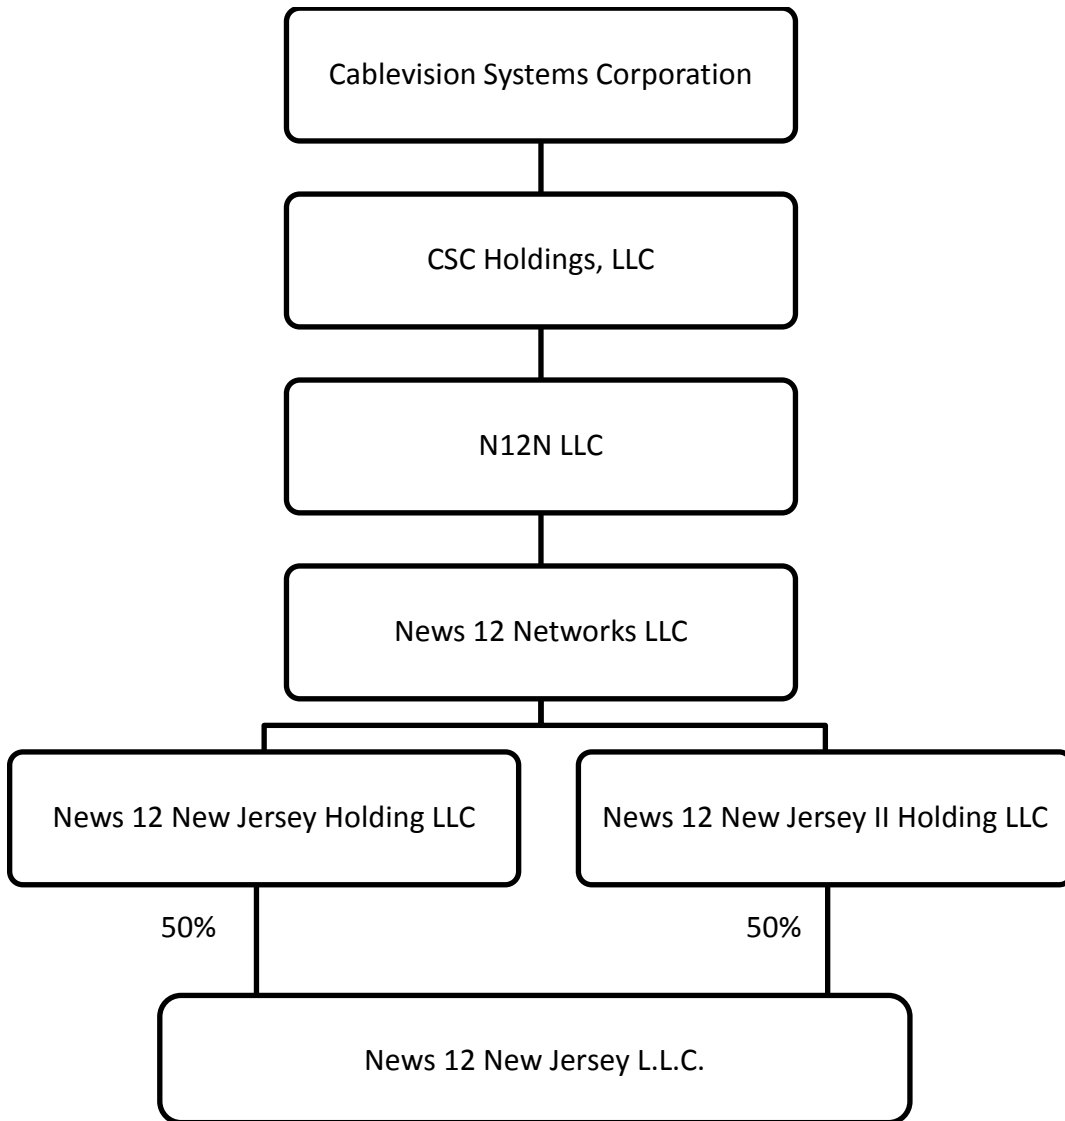 Cablevision Systems Corporation
CSC Holdings, LLC
N12N LLC
News 12 Networks LLC
News 12 New Jersey Holding LLC
News 12 New Jersey II Holding LLC
50%
50%
News 12 New Jersey L.L.C.